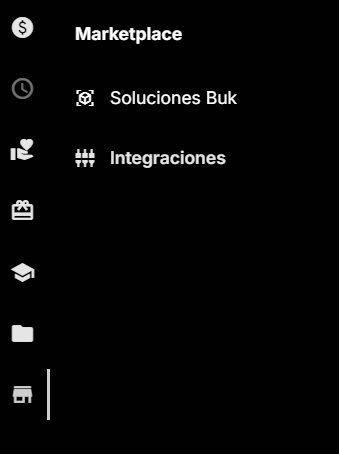 Marketplace
Soluciones Buk
Integraciones